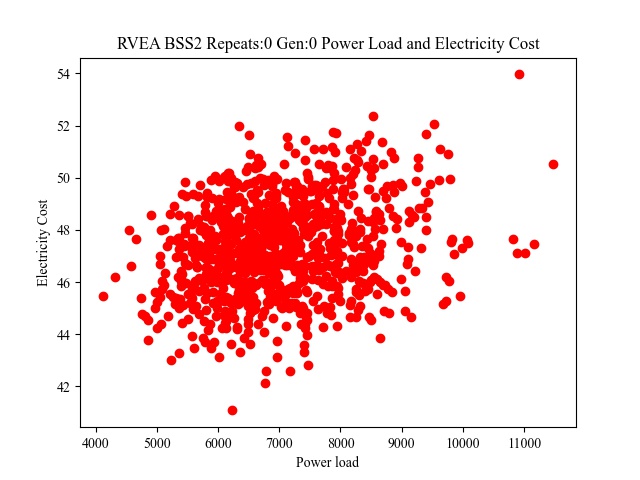 RVEA BSS2 Repeats:0 Gen:0 Power Load and Electricity Cost
54
52
50
48
46
44
42
Electricity Cost
4000 5000 6000 7000 8000 9000 10000 11000
Power load